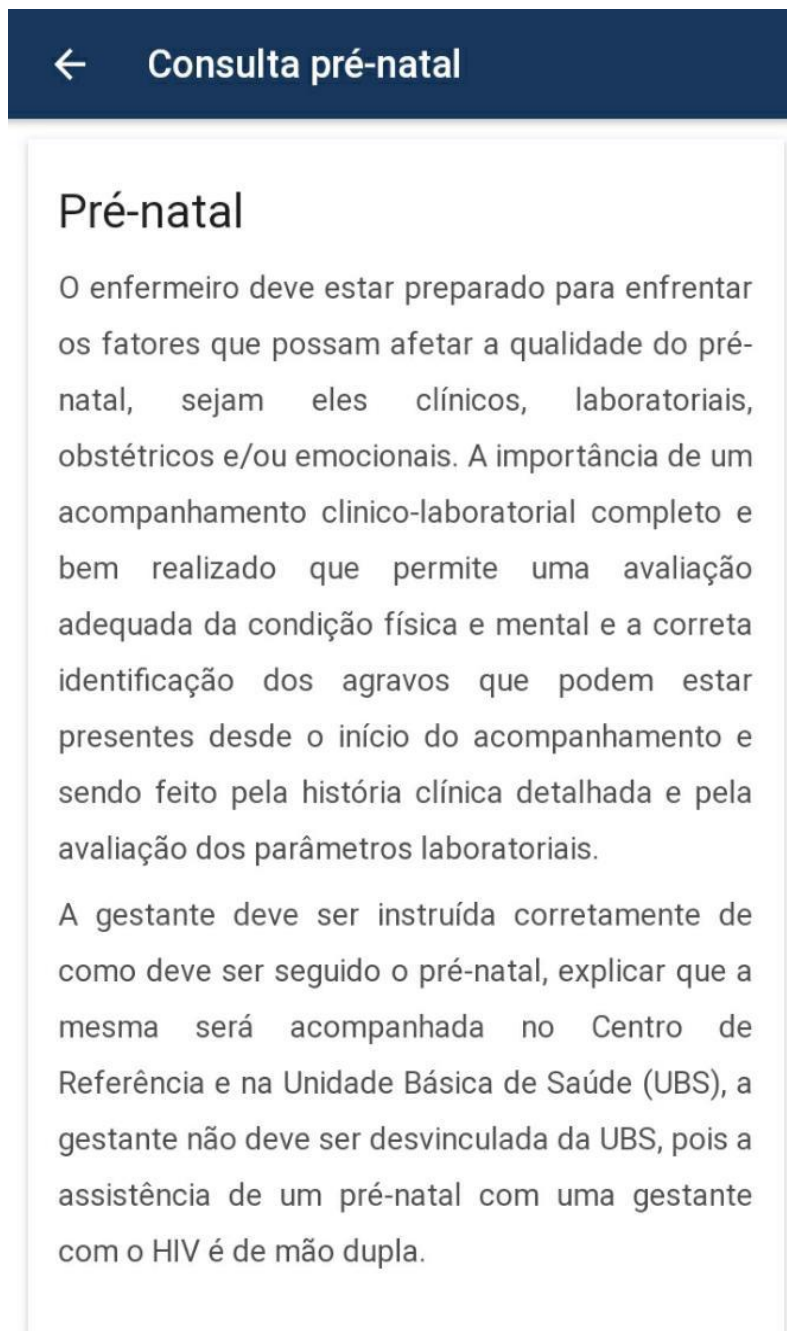 Consulta pré-natal
Pré-natal
O enfermeiro deve estar preparado para enfrentar
os fatores que possam afetar a qualidade do pré-
natal, sejam eles clínicos, laboratoriais,
obstétricos e/ou emocionais. A importância de um
acompanhamento clinico-laboratorial completo e
bem realizado que permite uma avaliação
adequada da condição física e mental e a correta
identificação dos agravos que podem estar
presentes desde o início do acompanhamento e
sendo feito pela história clínica detalhada e pela
avaliação dos parâmetros laboratoriais.
A gestante deve ser instruída corretamente de
como deve ser seguido o pré-natal, explicar que a
mesma será acompanhada no Centro de
Referência e na Unidade Básica de Saúde (UBS), a
gestante não deve ser desvinculada da UBS, pois a
assistência de um pré-natal com uma gestante
com o HIV é de mão dupla.